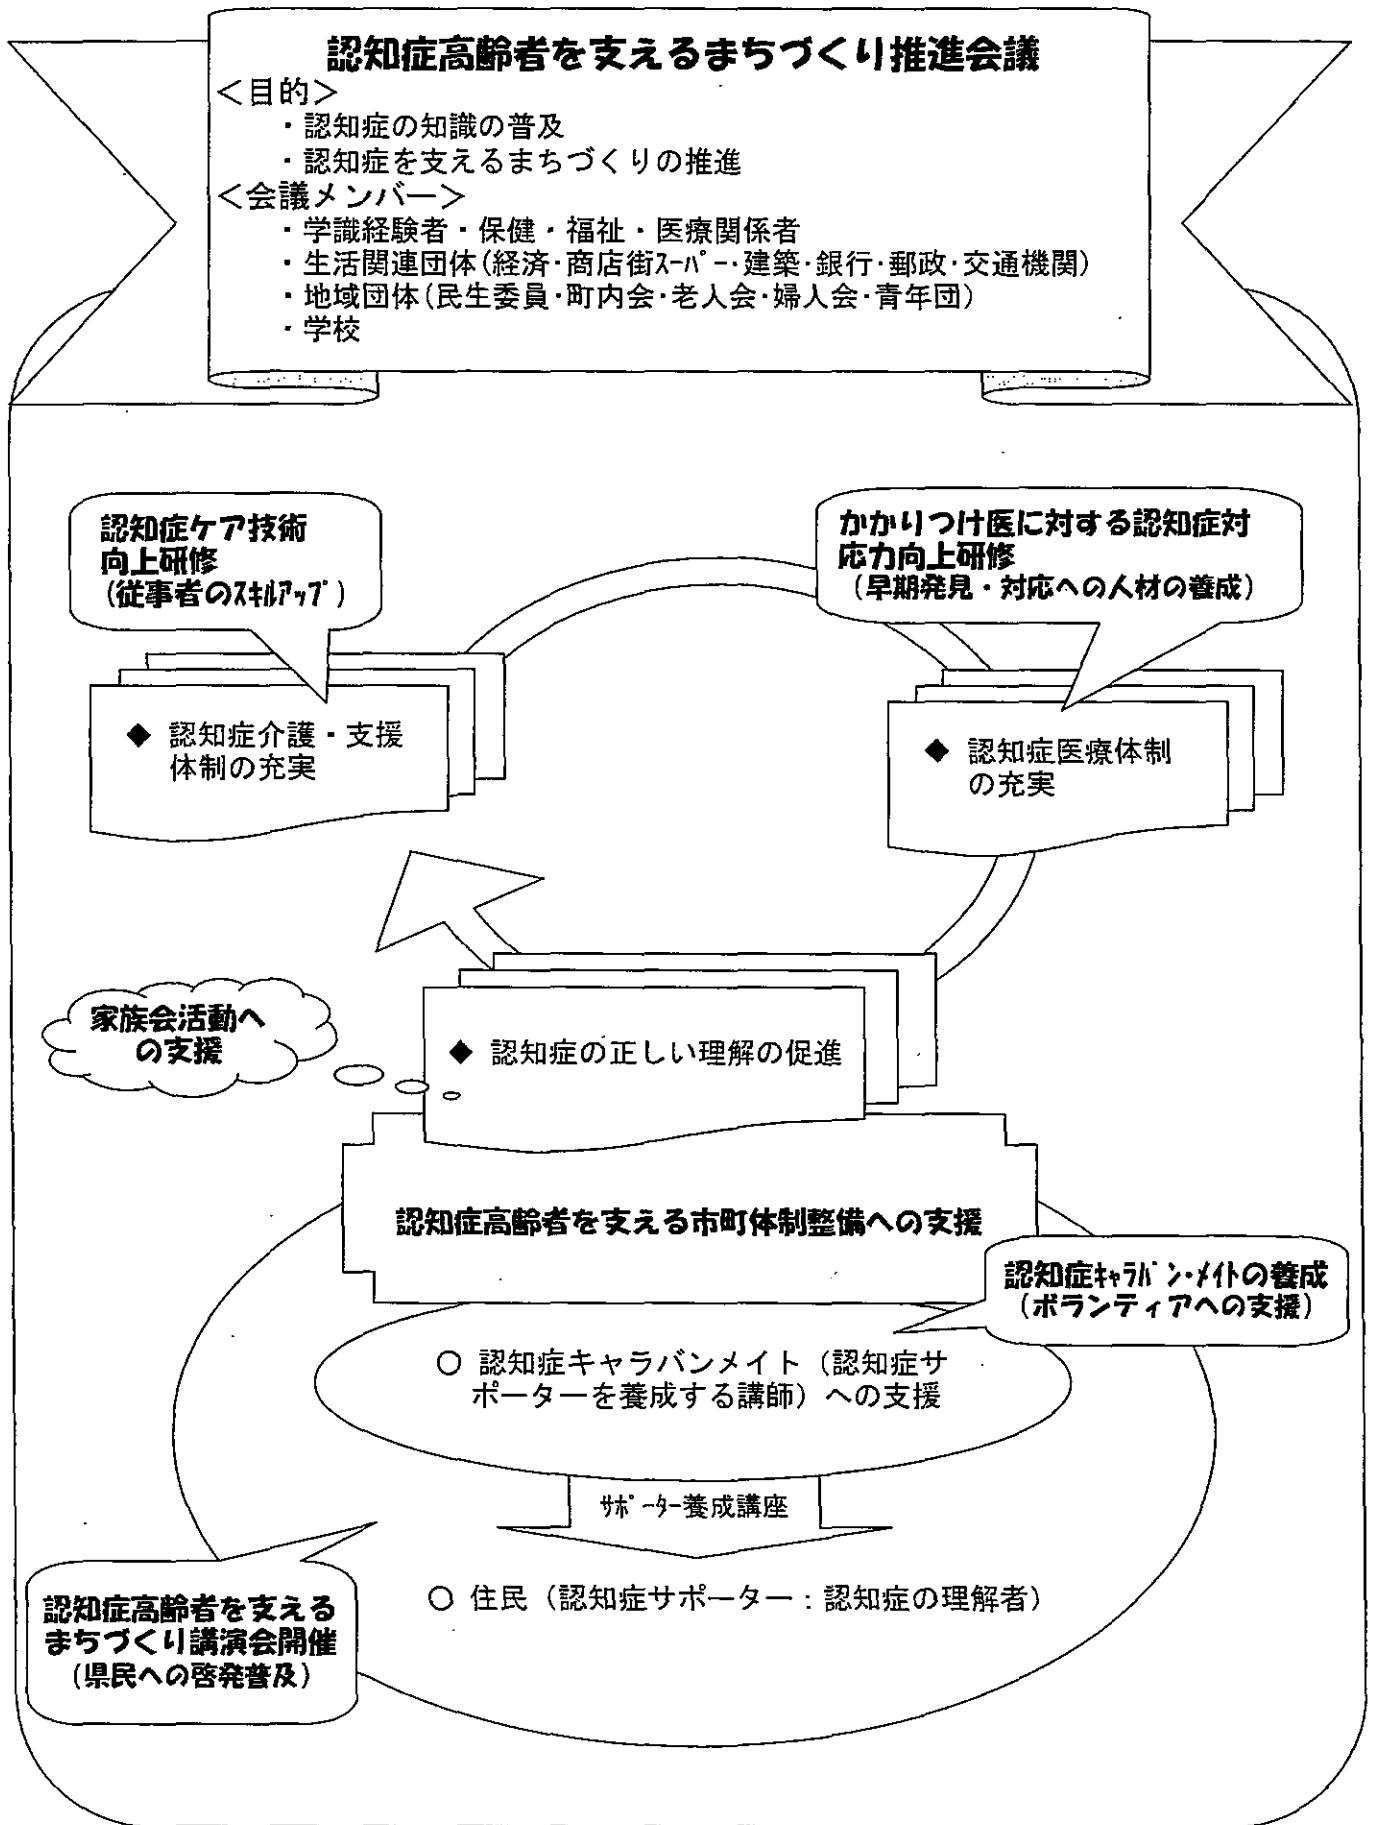 認知症高齢者を支えるまちづくり推進会議
＜目的＞
・認知症の知識の普及
・認知症を支えるまちづくりの推進
＜会議メンバー＞
・学識経験者・保健・福祉・医療関係者
・生活関連団体(経済・商店街ｽｰﾊﾟｰ・建築・銀行・郵政・交通機関)
・地域団体(民生委員・町内会・老人会・婦人会・青年団)
・学校
認知症ケア技術
向上研修
(従事者のｽｷﾙｱｯﾌﾟ)
かかりつけ医に対する認知症対
応力向上研修
(早期発見・対応への人材の養成)
◆ 認知症介護・支援
体制の充実
◆ 認知症医療体制
の充実
家族会活動へ
の支援
◆ 認知症の正しい理解の促進
認知症高齢者を支える市町体制整備への支援
認知症ｷｬﾗﾊﾞﾝ・ﾒｲﾄの養成
(ボランティアへの支援)
○ 認知症キャラバンメイト（認知症サ
ポーターを養成する講師）への支援
ｻﾎﾟｰﾀｰ養成講座
○ 住民（認知症サポーター：認知症の理解者）
認知症高齢者を支える
まちづくり講演会開催
(県民への啓発普及)